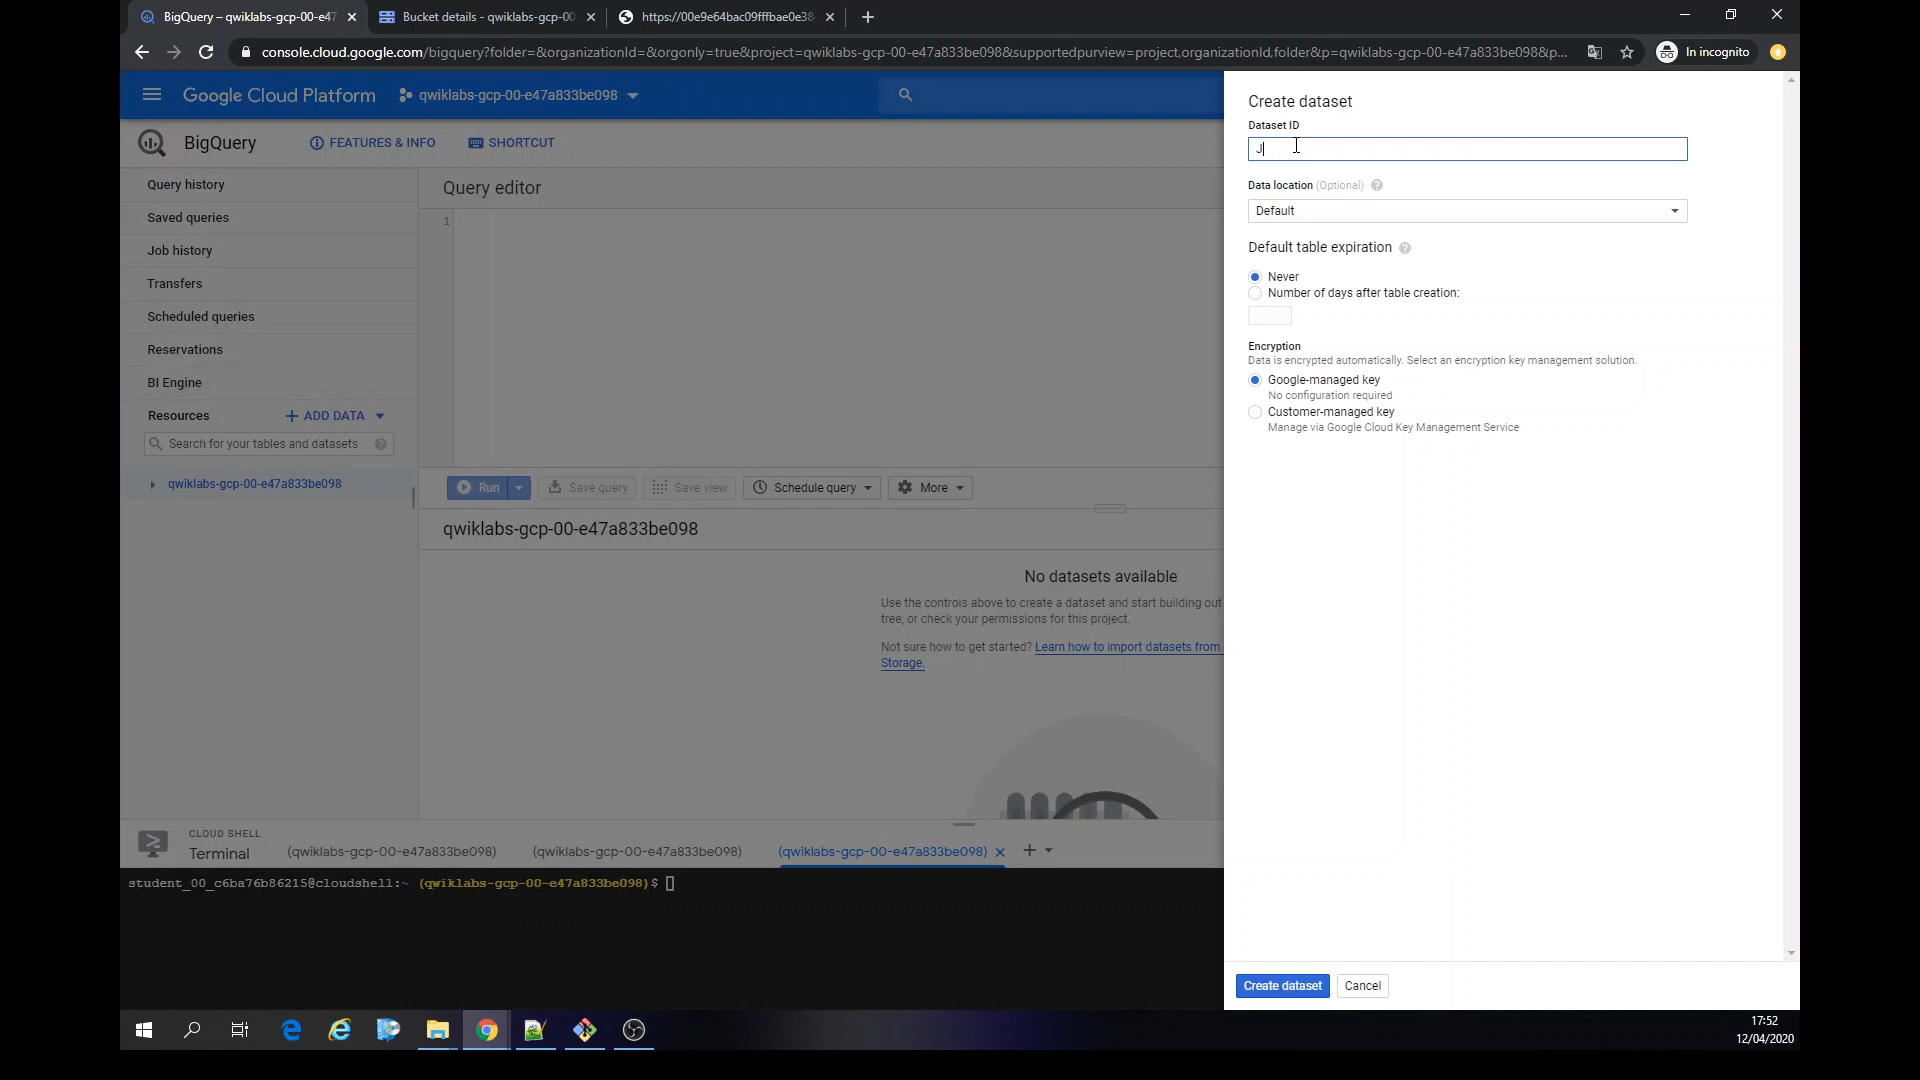 BigQuery – qwiklabs-gcp-00-e47
Bucket details - qwiklabs-gcp-00
https://00e9e64bac09fffbae0e38
console.cloud.google.com/bigquery?folder=&organizationId=&orgonly=true&project=qwiklabs-gcp-00-e47a833be098&supportedpurview=project,organizationId,folder&p=qwiklabs-gcp-00-e47a833be098&p...
In incognito
Google Cloud Platform
qwiklabs-gcp-00-e47a833be098
BigQuery
FEATURES & INFO
SHORTCUT
Query history
Saved queries
Job history
Transfers
Scheduled queries
Reservations
BI Engine
Resources
ADD DATA
Search for your tables and datasets
qwiklabs-gcp-00-e47a833be098
Query editor
1
Run
Save query
Save view
Schedule query
More
qwiklabs-gcp-00-e47a833be098
No datasets available
Use the controls above to create a dataset and start building out
tree, or check your permissions for this project.
Not sure how to get started? Learn how to import datasets from
Storage.
Create dataset
Dataset ID
J
Data location (Optional)
Default
Default table expiration
Never
Number of days after table creation:
Encryption
Data is encrypted automatically. Select an encryption key management solution.
Google-managed key
No configuration required
Customer-managed key
Manage via Google Cloud Key Management Service
Create dataset
Cancel
CLOUD SHELL
Terminal
(qwiklabs-gcp-00-e47a833be098)
(qwiklabs-gcp-00-e47a833be098)
(qwiklabs-gcp-00-e47a833be098)
student_00_c6ba76b86215@cloudshell:~ (qwiklabs-gcp-00-e47a833be098)$
17:52
12/04/2020